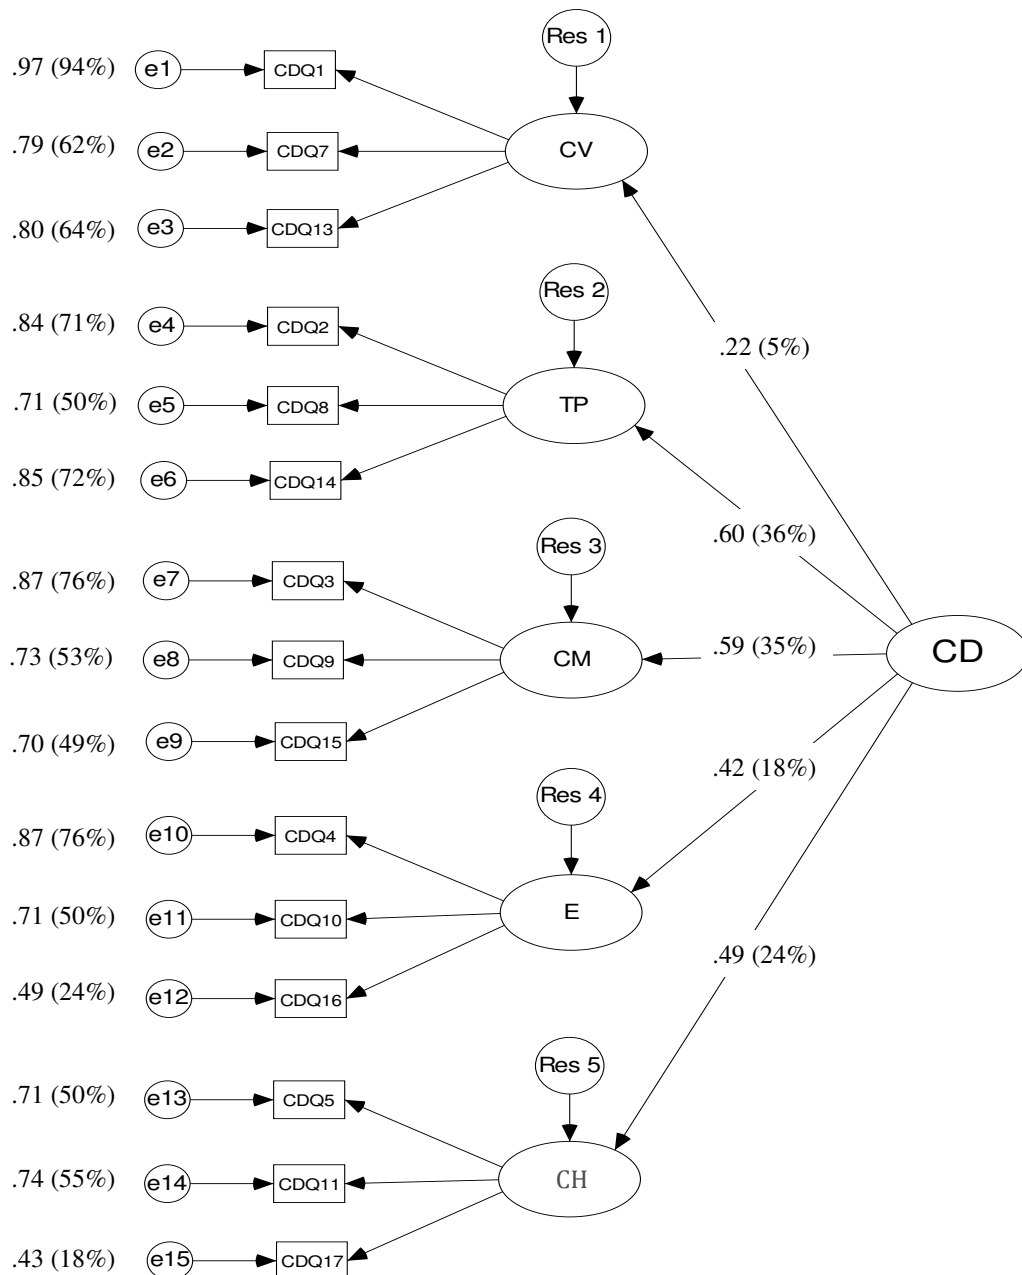 Res 1
.97 (94%) e1 CDQ1
.79 (62%) e2 CDQ7 CV
.80 (64%) e3 CDQ13
Res 2
.84 (71%) e4 CDQ2
.22 (5%)
.71 (50%) e5 CDQ8 TP
.85 (72%) e6 CDQ14
.60 (36%)
Res 3
.87 (76%) e7 CDQ3
.73 (53%) e8 CDQ9 CM .59 (35%) CD
.70 (49%) e9 CDQ15
.42 (18%)
Res 4
.87 (76%) e10 CDQ4
.71 (50%) e11 CDQ10 E
.49 (24%)
.49 (24%) e12 CDQ16
Res 5
.71 (50%) e13 CDQ5
.74 (55%) e14 CDQ11 CH
.43 (18%) e15 CDQ17